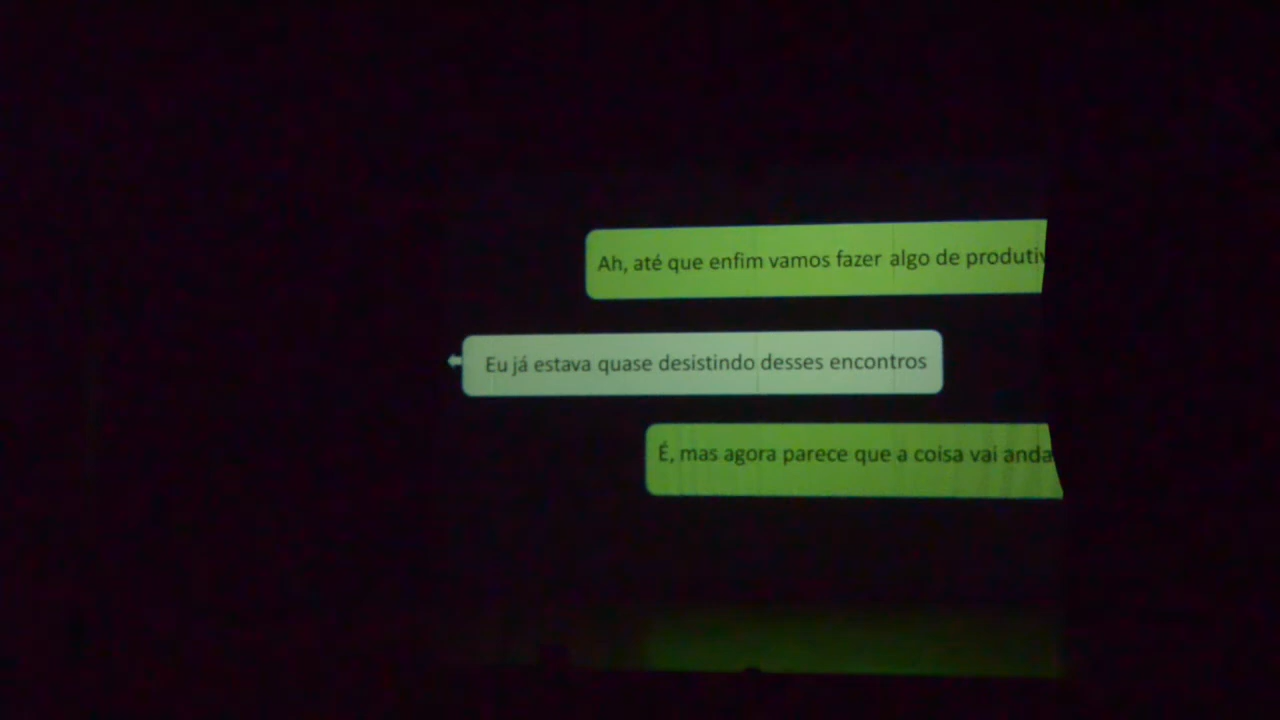 Ah, até que enfim vamos fazer algo de produtiv
Eu já estava quase desistindo desses encontros
É, mas agora parece que a coisa vai anda